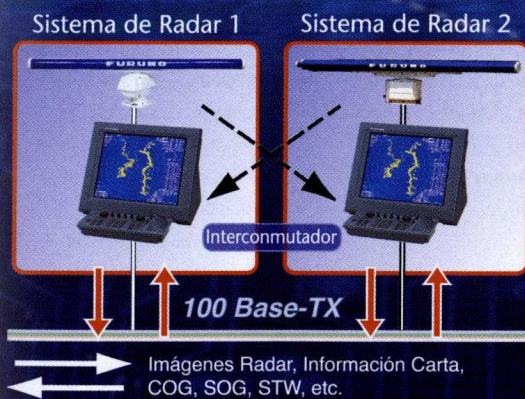 Sistema de Radar 1
Sistema de Radar 2
FURUNO
FURUNO
Interconmutador
100 Base-TX
Imágenes Radar, Información Carta,
COG, SOG, STW, etc.